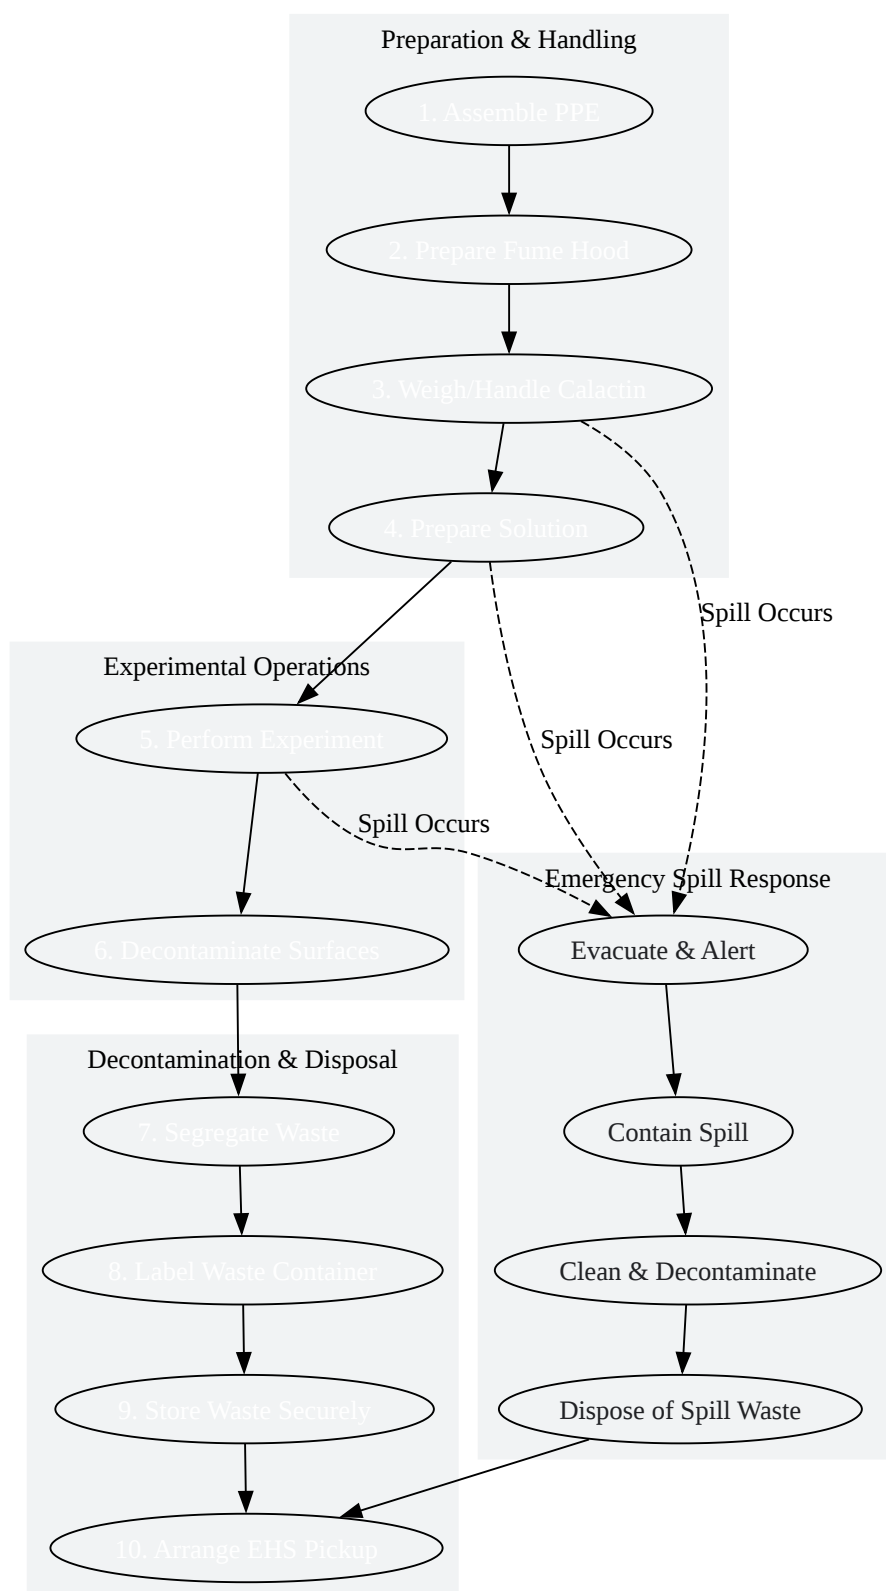 Preparation & Handling
1. Assemble PPE
2. Prepare Fume Hood
3. Weigh/Handle Calactin
4. Prepare Solution
Spill Occurs
Experimental Operations
5. Perform Experiment
Spill Occurs
Spill Occurs
Emergency Spill Response
6. Decontaminate Surfaces
Evacuate & Alert
Decontamination & Disposal
7. Segregate Waste
Contain Spill
8. Label Waste Container
Clean & Decontaminate
9. Store Waste Securely
Dispose of Spill Waste
10. Arrange EHS Pickup